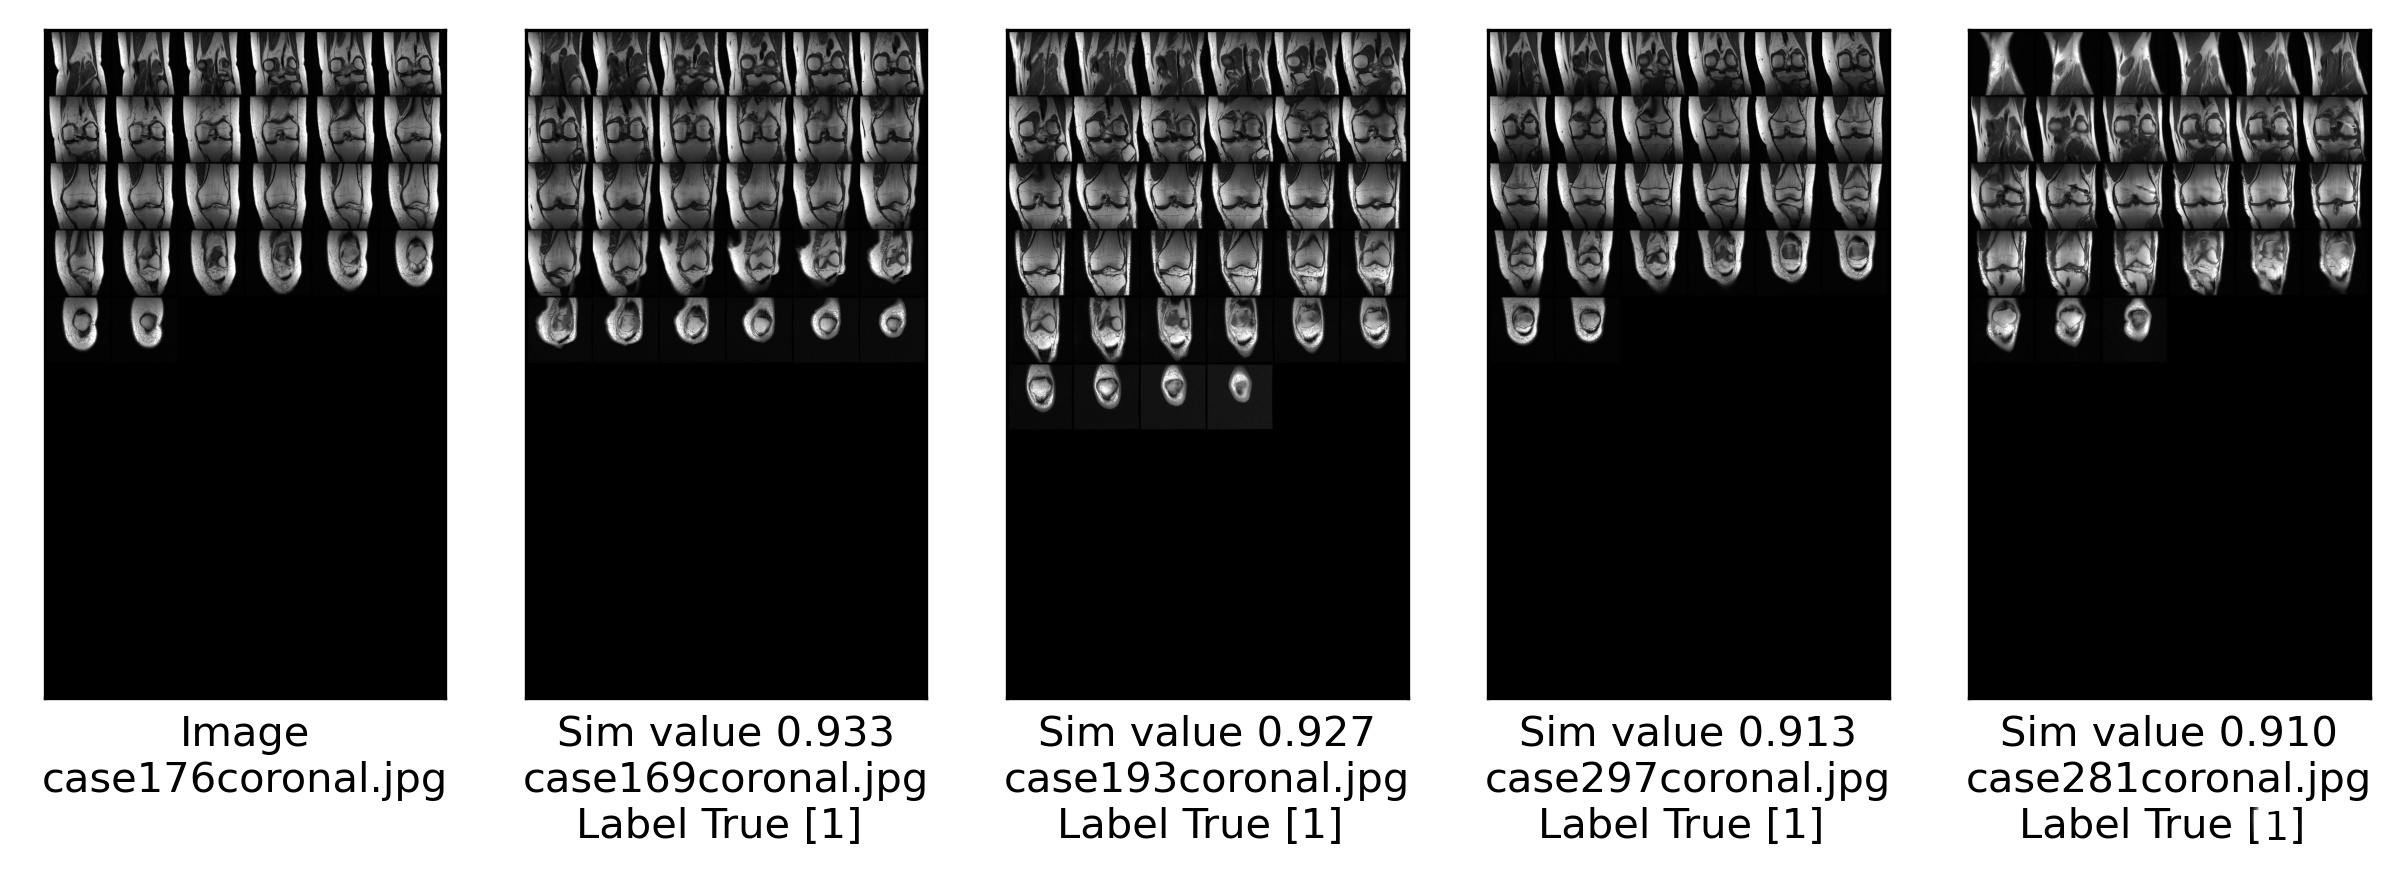 Image
case176coronal.jpg
Sim value 0.933
case169coronal.jpg
Label True [1]
Sim value 0.927
case193coronal.jpg
Label True [1]
Sim value 0.913
case297coronal.jpg
Label True [1]
Sim value 0.910
case281coronal.jpg
Label True [1]